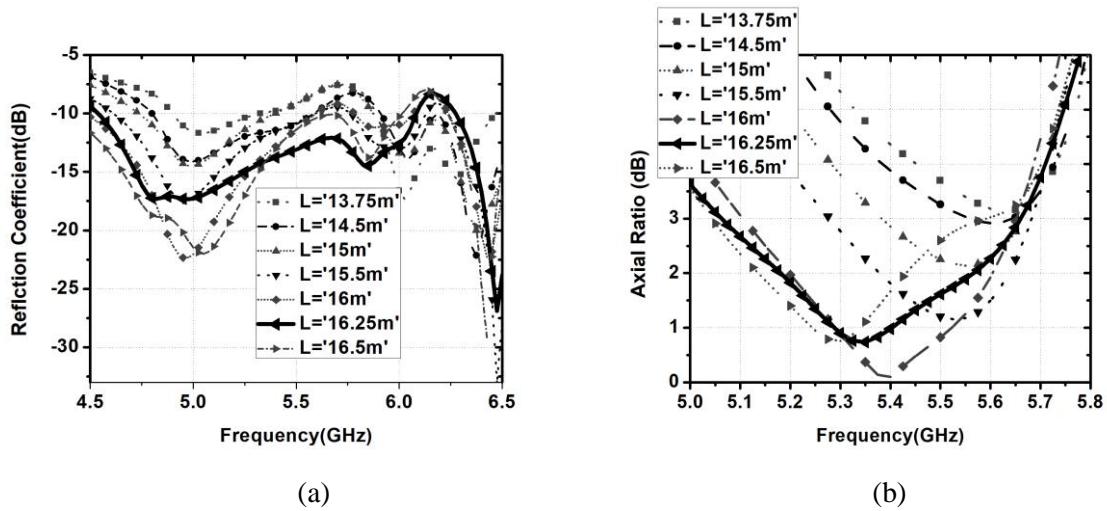 -5
-10
-15
-20
-25
-30
4.5 5.0 5.5 6.0 6.5
Reflction Coefficient(dB)
Frequency(GHz)
L='13.75m'
L='14.5m'
L='15m'
L='15.5m'
L='16m'
L='16.25m'
L='16.5m'
(a)
L='13.75m'
L='14.5m'
L='15m'
L='15.5m'
L='16m'
L='16.25m'
L='16.5m'
3
2
1
0
5.0 5.1 5.2 5.3 5.4 5.5 5.6 5.7 5.8
Axial Ratio (dB)
Frequency(GHz)
(b)